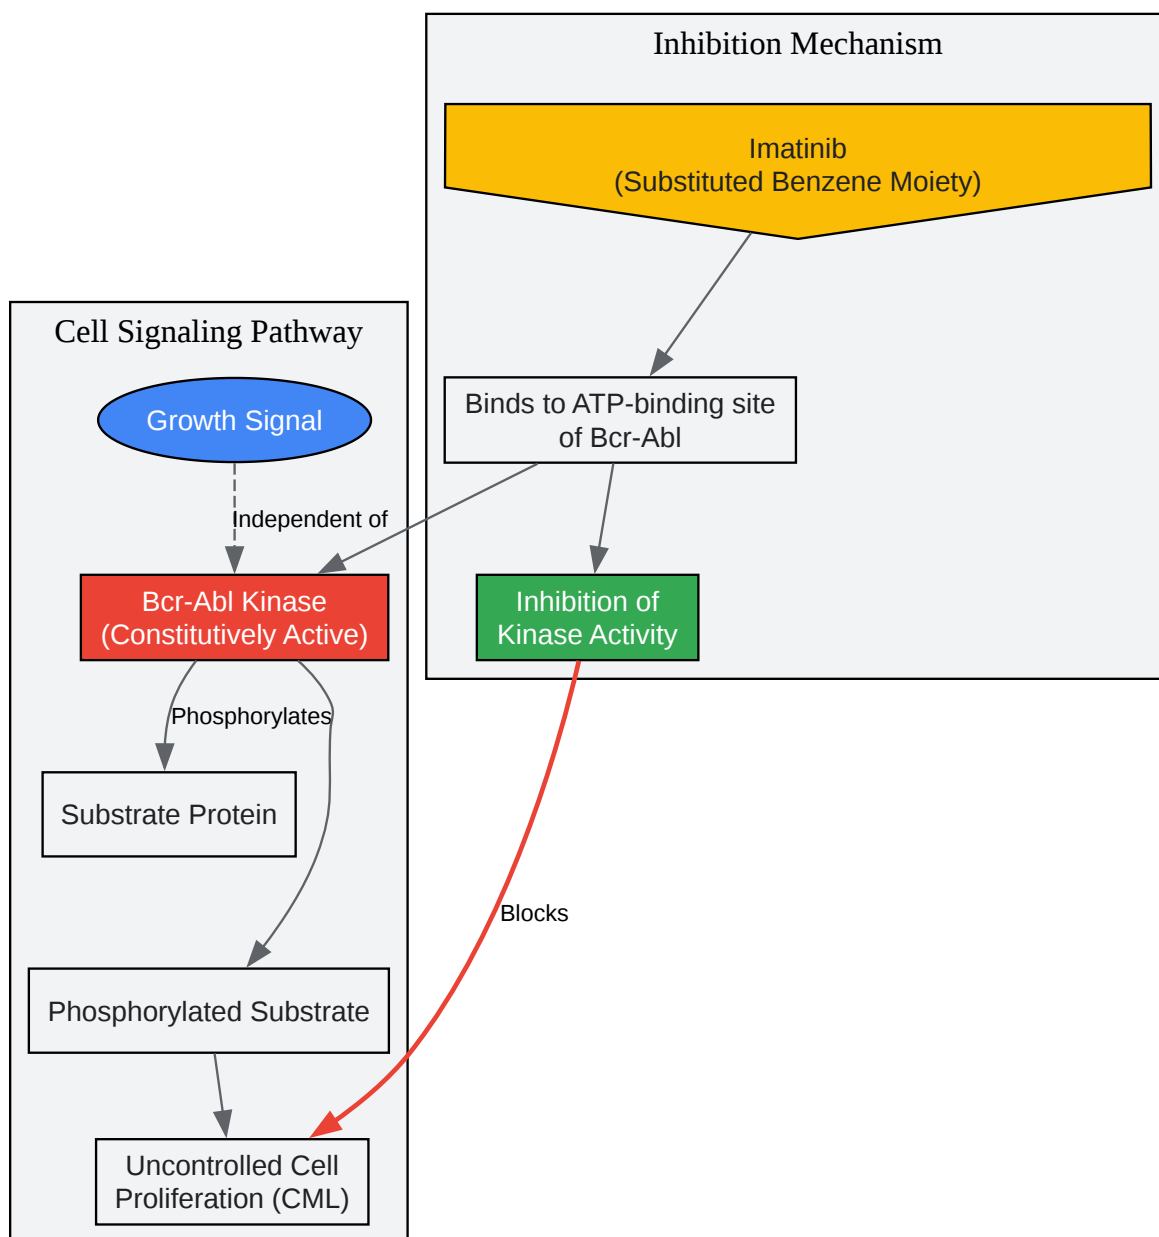 Inhibition Mechanism
Imatinib
(Substituted Benzene Moiety)
Cell Signaling Pathway
Growth Signal
Binds to ATP-binding site
of Bcr-Abl
Independent of
Bcr-Abl Kinase
(Constitutively Active)
Inhibition of
Kinase Activity
Phosphorylates
Substrate Protein
Blocks
Phosphorylated Substrate
Uncontrolled Cell
Proliferation (CML)